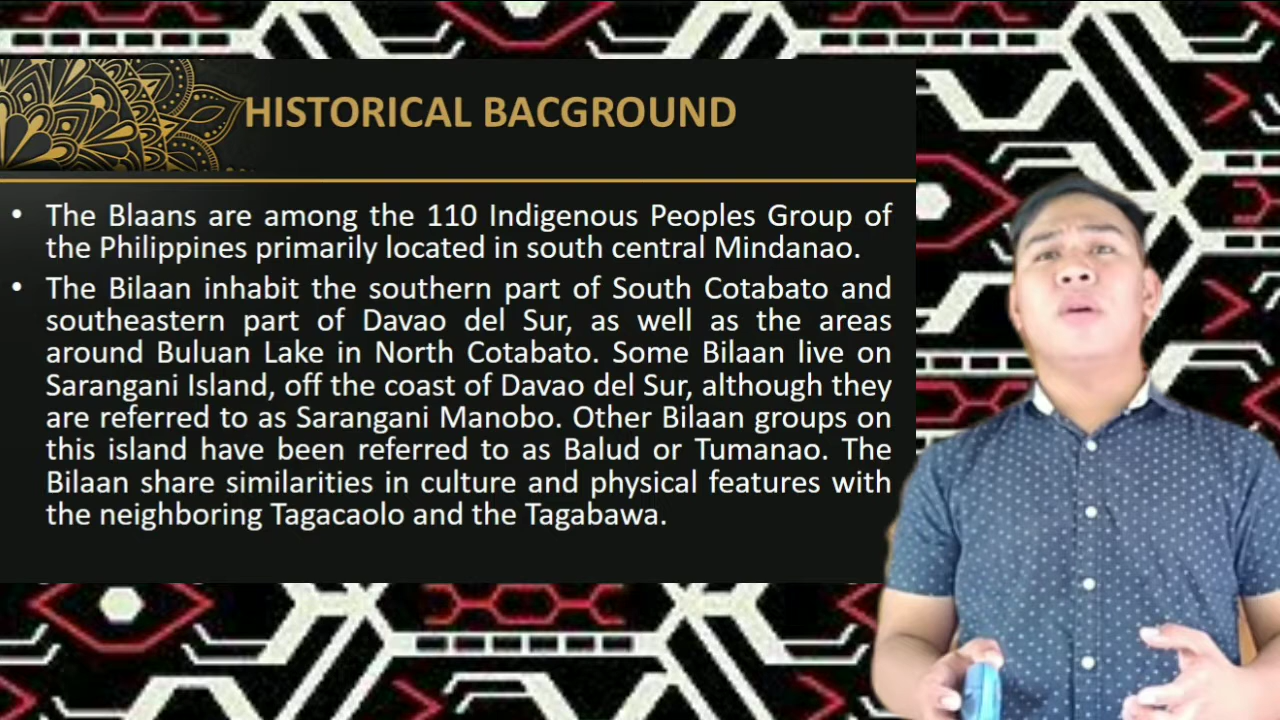 HISTORICAL BACGROUND
• The Blaans are among the 110 Indigenous Peoples Group of
the Philippines primarily located in south central Mindanao.
• The Bilaan inhabit the southern part of South Cotabato and
southeastern part of Davao del Sur, as well as the areas
around Buluan Lake in North Cotabato. Some Bilaan live on
Sarangani Island, off the coast of Davao del Sur, although they
are referred to as Sarangani Manobo. Other Bilaan groups on
this island have been referred to as Balud or Tumanao. The
Bilaan share similarities in culture and physical features with
the neighboring Tagacaolo and the Tagabawa.